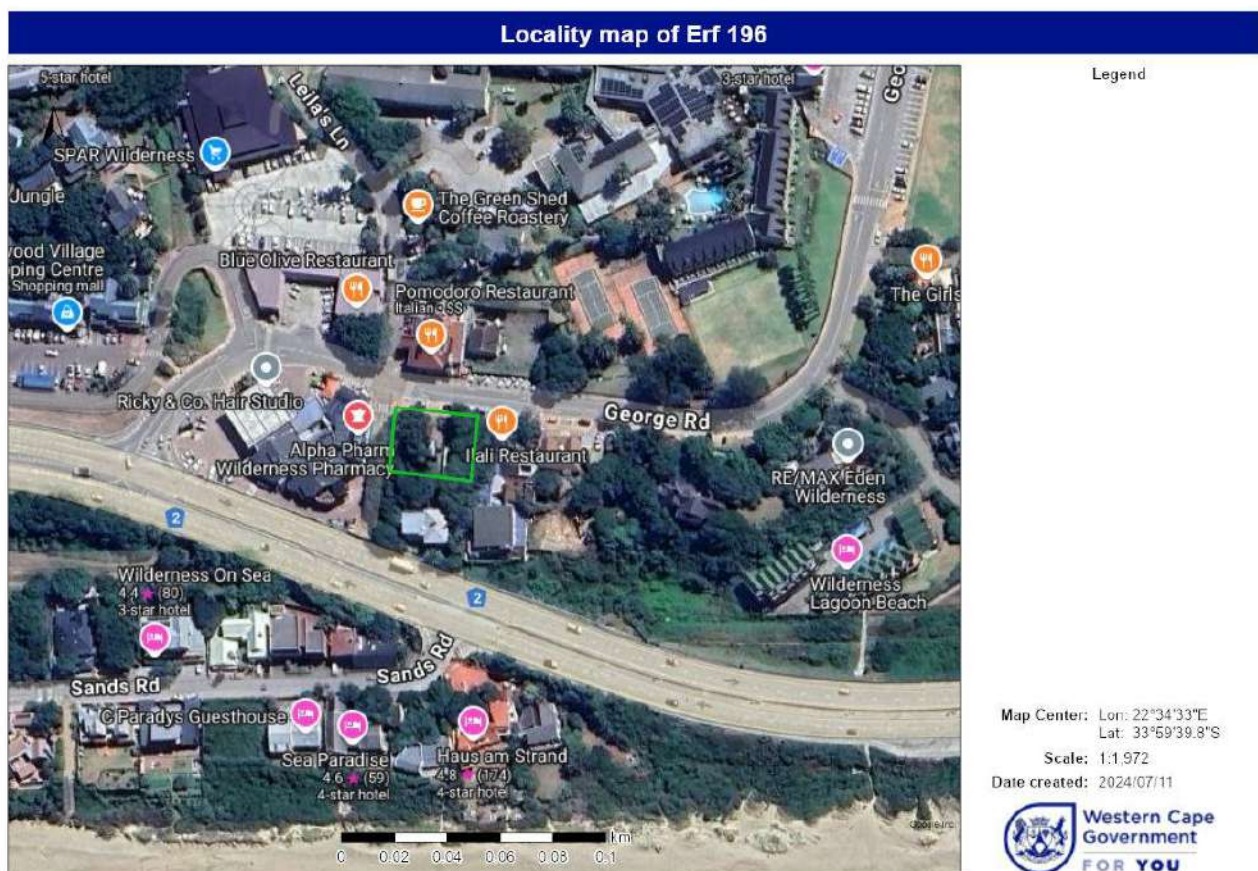 Locality map of Erf 196
Legend
5-star hotel
Leila's Ln
3-star hotel
Geo
SPAR Wilderness
Jungle
The Green Shed
Coffee Roastery
wood Village
ping Centre
Shopping mall
Blue Olive Restaurant
Pomodoro Restaurant
Italian • $$
The Girls
Ricky & Co. Hair Studio
George Rd
Alpha Pharm
Wilderness Pharmacy
Restaurant
RE/MAX Eden
Wilderness
2
Wilderness On Sea
4.4 ★ (80)
3-star hotel
2
Wilderness
Lagoon Beach
Sands Rd
Sands Rd
C Paradys Guesthouse
Sea Paradise
4.6 ★ (59)
4-star hotel
Haus am Strand
4.8 ★ (174)
4-star hotel
km
0 0.02 0.04 0.06 0.08 0.1
Map Center: Lon: 22°34'33"E
Lat: 33°59'39.8"S
Scale: 1:1,972
Date created: 2024/07/11
Western Cape
Government
FOR YOU